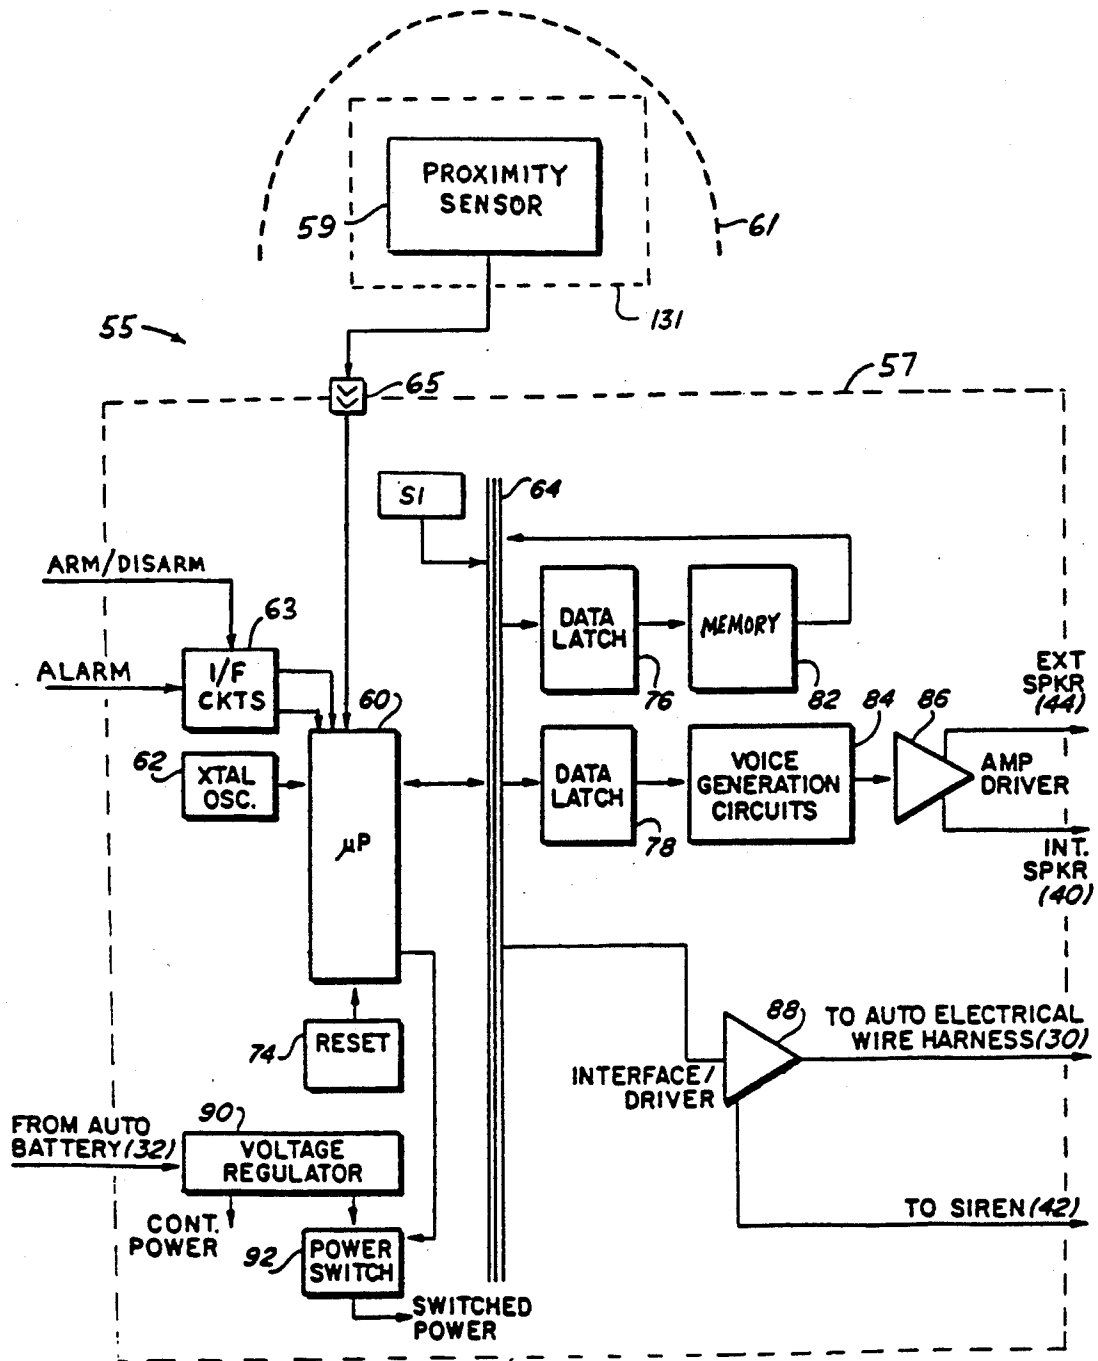 PROXIMITY
SENSOR
59
61
131
55
65
57
S1
64
ARM/DISARM
63
ALARM
I/F
CKTS
60
DATA
LATCH
76
MEMORY
82
EXT
SPKR
(44)
62
XTAL
OSC.
μP
DATA
LATCH
78
VOICE
GENERATION
CIRCUITS
84
86
AMP
DRIVER
INT.
SPKR
(40)
74
RESET
88
TO AUTO ELECTRICAL
WIRE HARNESS(30)
INTERFACE/
DRIVER
FROM AUTO
BATTERY(32)
90
VOLTAGE
REGULATOR
TO SIREN(42)
CONT.
POWER
92
POWER
SWITCH
SWITCHED
POWER